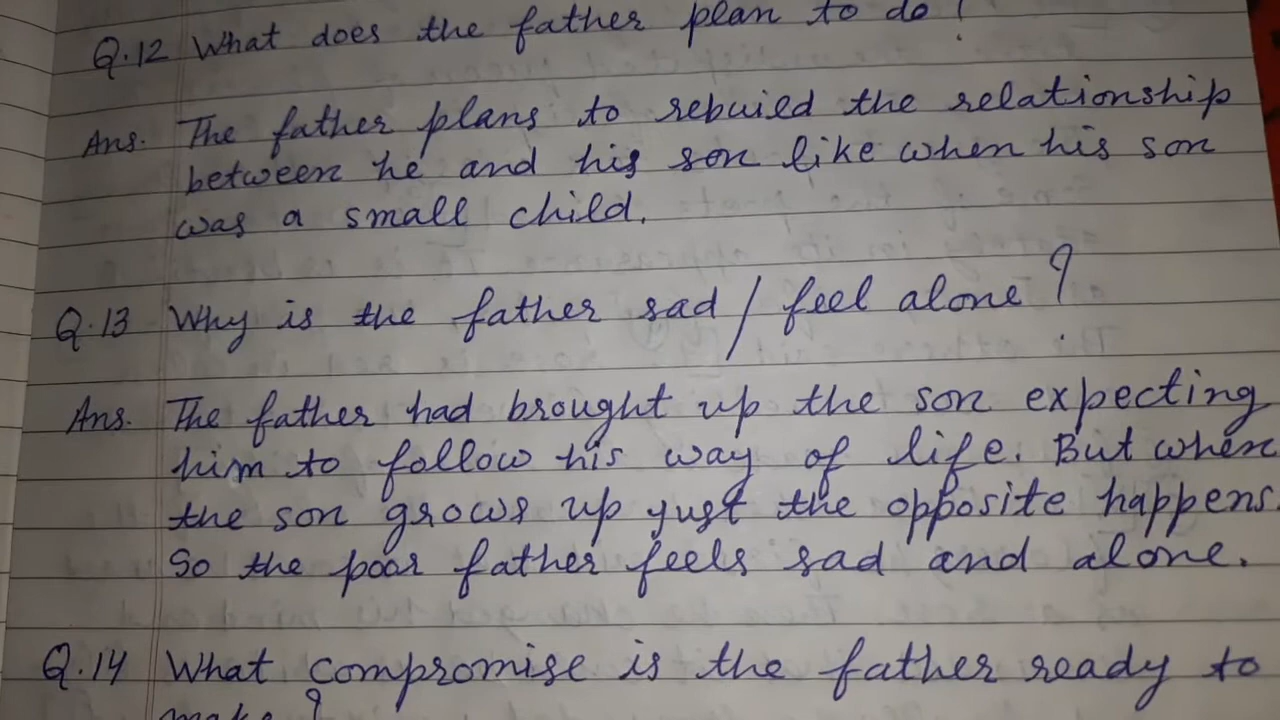 Q.12 What does the father plan to do?
Ans. The father plans to rebuild the relationship
between he and his son like when his son
was a small child.
Q.13 Why is the father sad / feel alone?
Ans. The father had brought up the son expecting
him to follow his way of life. But when
the son grows up just the opposite happens.
So the poor father feels sad and alone.
Q.14 What compromise is the father ready to
make?